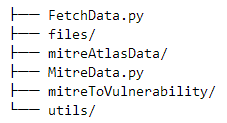 ├── FetchData.py
├── files/
├── mitreAtlasData/
├── MitreData.py
├── mitreToVulnerability/
└── utils/